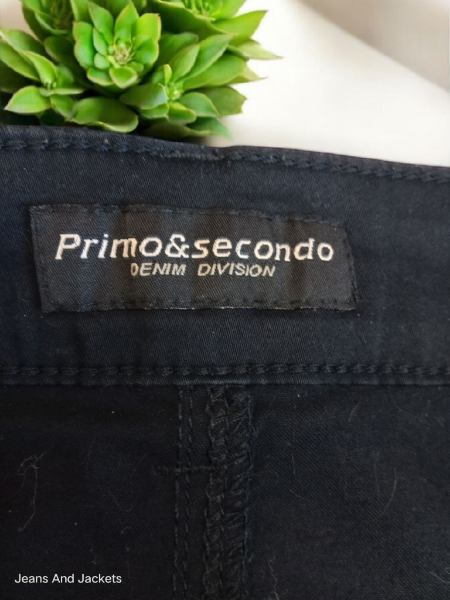 Primo&secondo
DENIM DIVISION
Jeans And Jackets